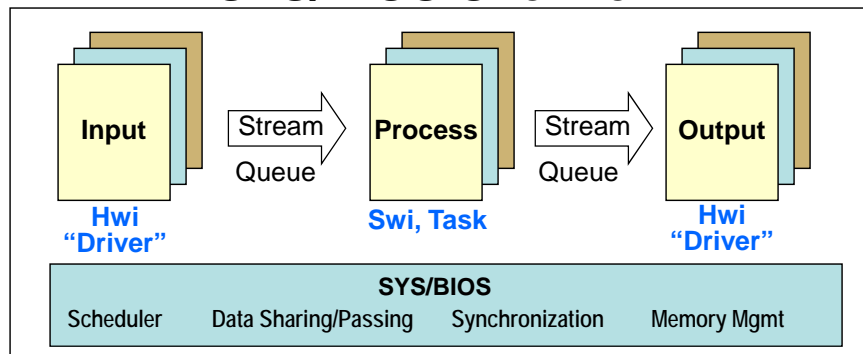 Input
Stream
Queue
Process
Stream
Queue
Output
Hwi
“Driver”
Swi, Task
Hwi
“Driver”
SYS/BIOS
Scheduler Data Sharing/Passing Synchronization Memory Mgmt